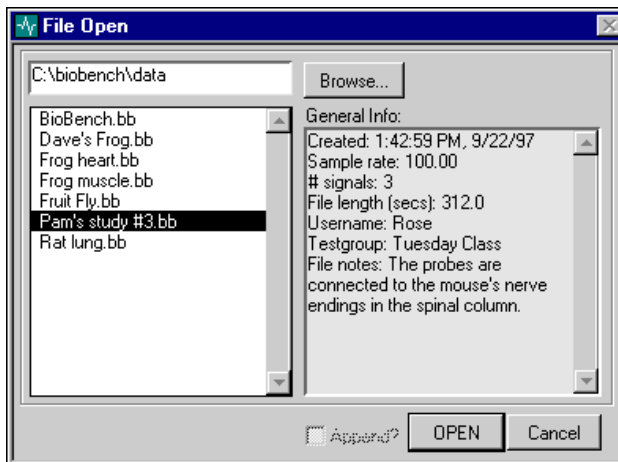 File Open
C:\biobench\data
Browse...
BioBench.bb
Dave's Frog.bb
Frog heart.bb
Frog muscle.bb
Fruit Fly.bb
Pam's study #3.bb
Rat lung.bb
General Info:
Created: 1:42:59 PM, 9/22/97
Sample rate: 100.00
# signals: 3
File length (secs): 312.0
Username: Rose
Testgroup: Tuesday Class
File notes: The probes are
connected to the mouse's nerve
endings in the spinal column.
Append?
OPEN
Cancel